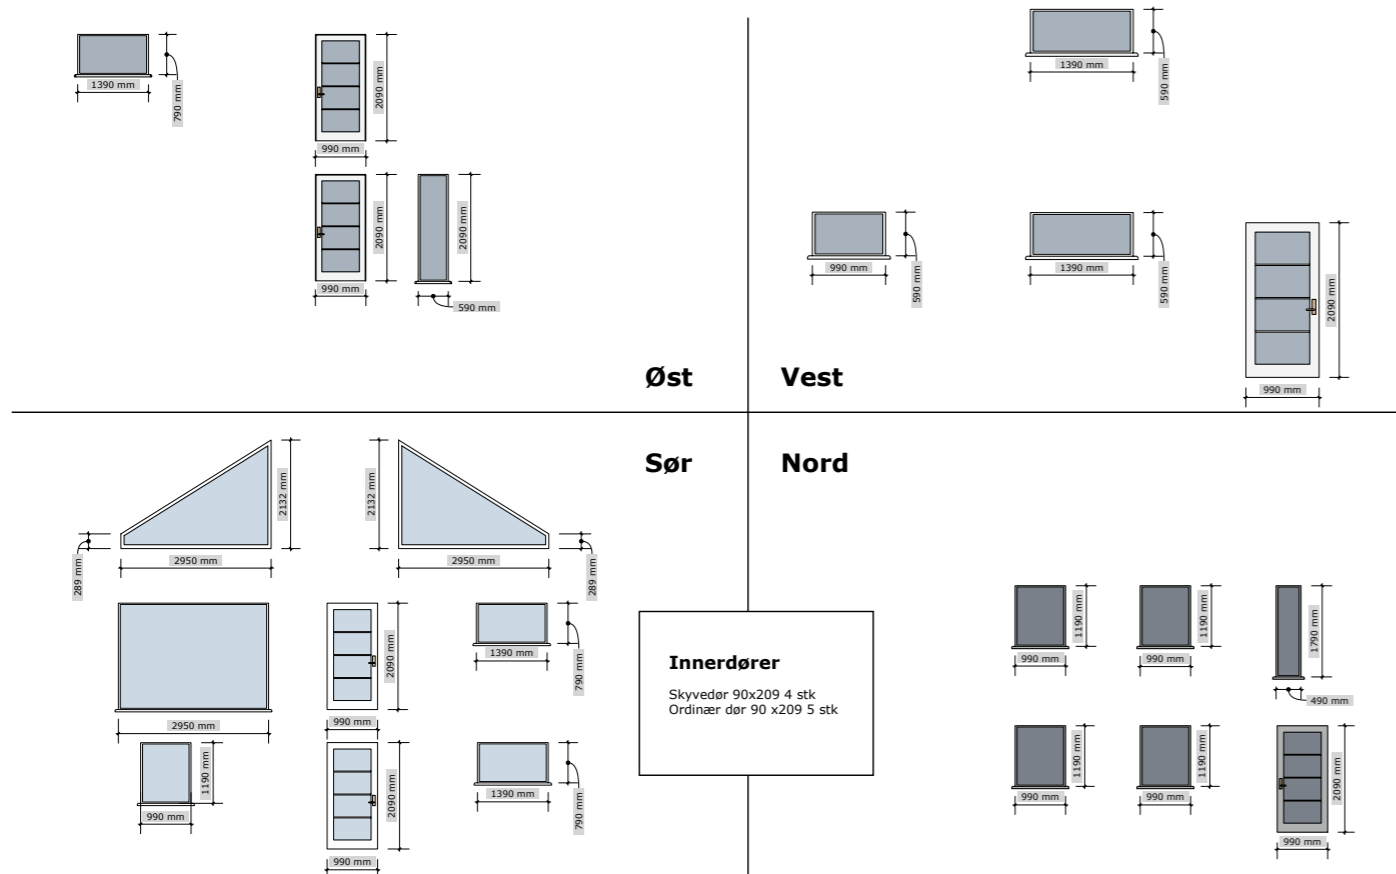 1390 mm
790 mm
2090 mm
990 mm
2090 mm
2090 mm
990 mm
590 mm
Øst
1390 mm
590 mm
990 mm
590 mm
1390 mm
590 mm
2090 mm
990 mm
Vest
Sør
2132 mm
2132 mm
289 mm
2950 mm
2950 mm
289 mm
2950 mm
2090 mm
990 mm
1390 mm
790 mm
1190 mm
990 mm
2090 mm
990 mm
1390 mm
790 mm
Innerdører
Skyvedør 90x209 4 stk
Ordinær dør 90 x209 5 stk
Nord
1190 mm
990 mm
1190 mm
990 mm
1790 mm
490 mm
1190 mm
990 mm
1190 mm
990 mm
2090 mm
990 mm